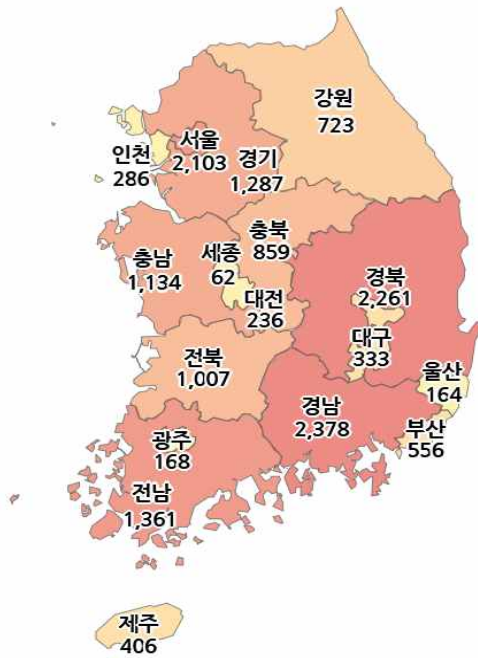 강원
723
서울
2,103
인천
286
경기
1,287
충북
859
세종
62
충남
1,134
대전
236
경북
2,261
대구
333
전북
1,007
울산
164
경남
2,378
부산
556
광주
168
전남
1,361
제주
406